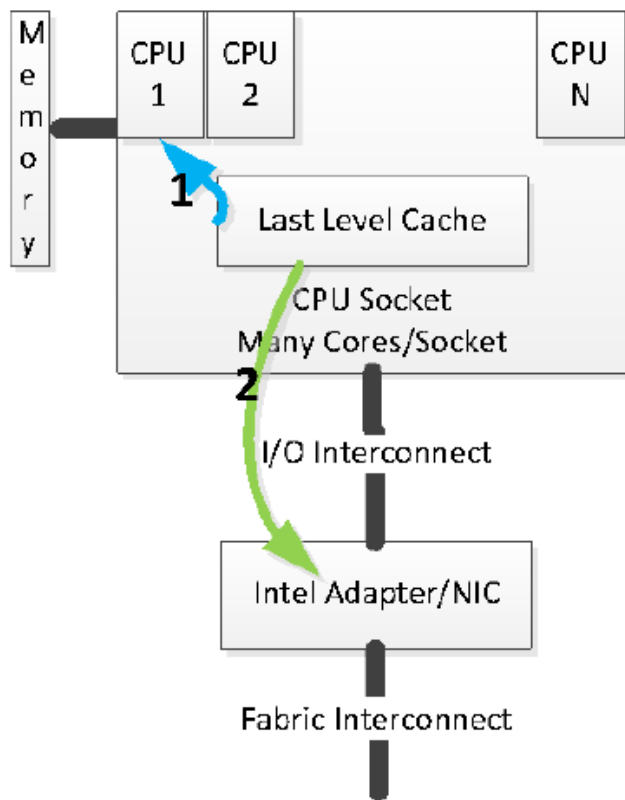 Memory
CPU
1
CPU
2
CPU
N
1
Last Level Cache
CPU Socket
Many Cores/Socket
2
I/O Interconnect
Intel Adapter/NIC
Fabric Interconnect